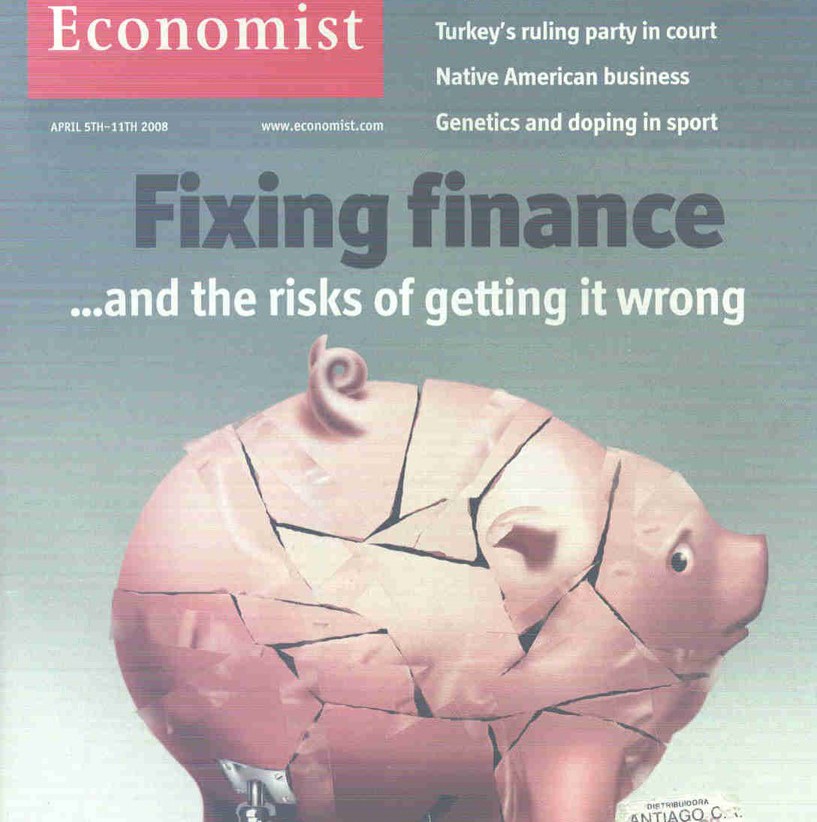 Economist
Turkey's ruling party in court
Native American business
Genetics and doping in sport
APRIL 5TH–11TH 2008
www.economist.com
Fixing finance
...and the risks of getting it wrong
DISTRIBUIDORA
ANTIAGO C.